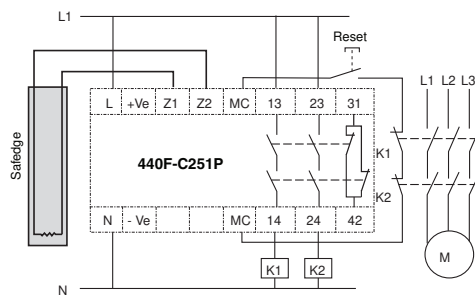 L1
Reset
L1 L2 L3
L +Ve Z1 Z2 MC 13 23 31
Safedge
440F-C251P
K1
K2
N - Ve MC 14 24 42
K1 K2
M
N